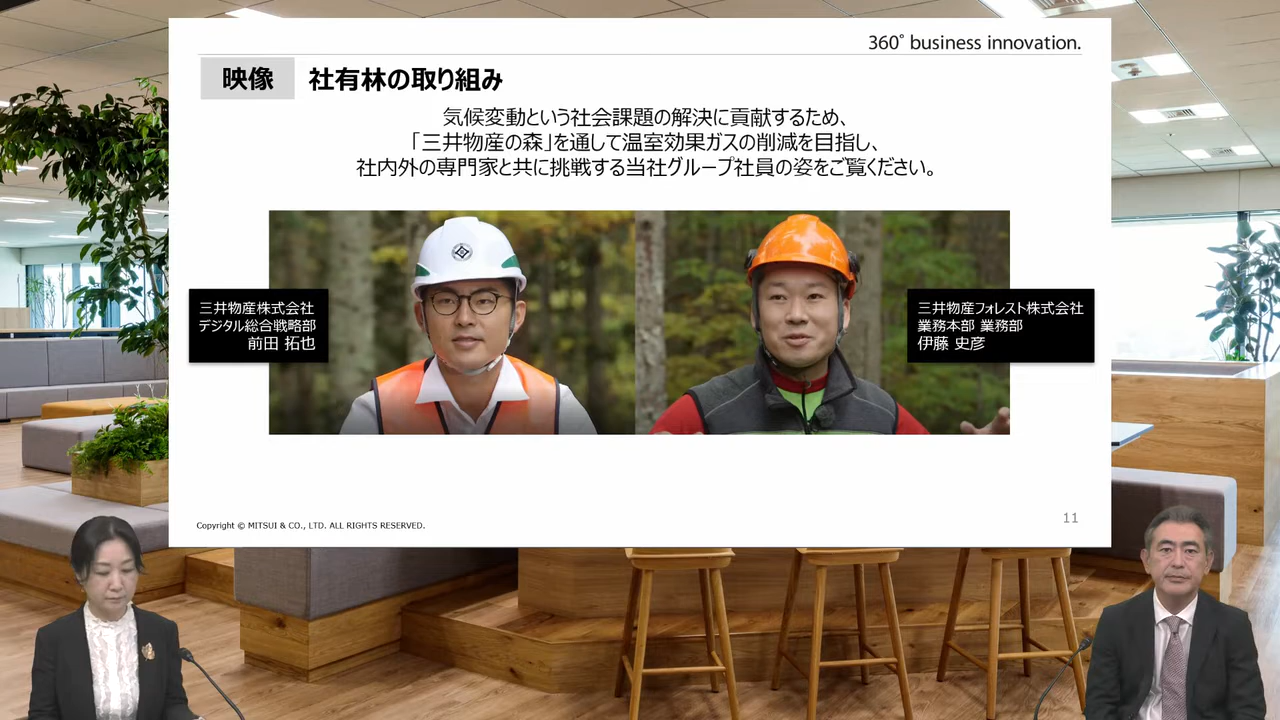 360° business innovation.
映像 社有林の取り組み
気候変動という社会課題の解決に貢献するため、
「三井物産の森」を通して温室効果ガスの削減を目指し、
社内外の専門家と共に挑戦する当社グループ社員の姿をご覧ください。
三井物産株式会社
デジタル総合戦略部
前田 拓也
三井物産フォレスト株式会社
業務本部 業務部
伊藤 史彦
Copyright © MITSUI & CO., LTD. ALL RIGHTS RESERVED.
11